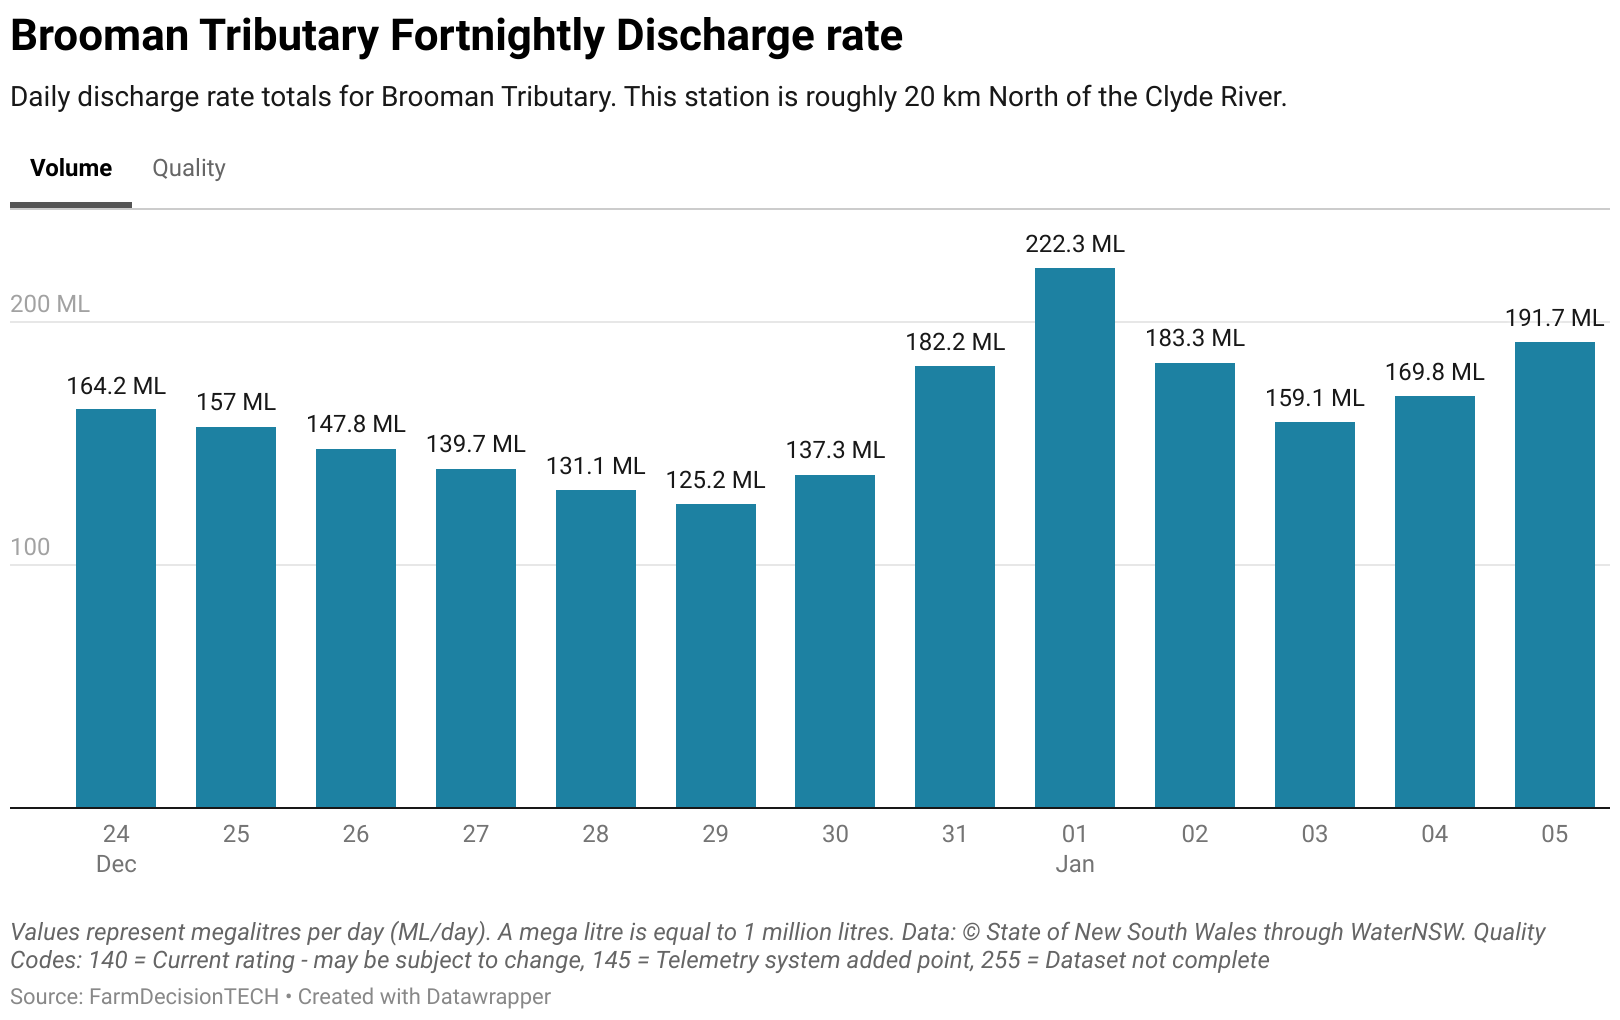 Brooman Tributary Fortnightly Discharge rate
Daily discharge rate totals for Brooman Tributary. This station is roughly 20 km North of the Clyde River.
Volume Quality
222.3 ML
200 ML
191.7 ML
182.2 ML
183.3 ML
169.8 ML
164.2 ML
157 ML
159.1 ML
147.8 ML
139.7 ML
137.3 ML
131.1 ML
125.2 ML
100
24 25 26 27 28 29 30 31 01 02 03 04 05
Dec Jan
Values represent megalitres per day (ML/day). A mega litre is equal to 1 million litres. Data: © State of New South Wales through WaterNSW. Quality
Codes: 140 = Current rating - may be subject to change, 145 = Telemetry system added point, 255 = Dataset not complete
Source: FarmDecisionTECH • Created with Datawrapper